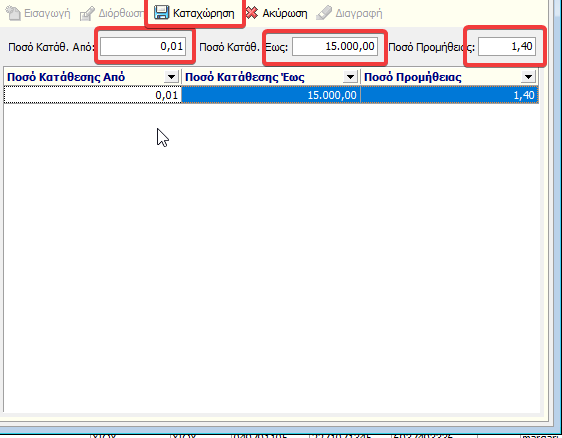 Εισαγωγή Διόρθωση Καταχώρηση Ακύρωση Διαγραφή
Ποσό Κατάθ. Από: 0,01 Ποσό Κατάθ. Έως: 15.000,00 Ποσό Προμήθειας: 1,40
Ποσό Κατάθεσης Από Ποσό Κατάθεσης Έως Ποσό Προμήθειας
0,01 15.000,00 1,40